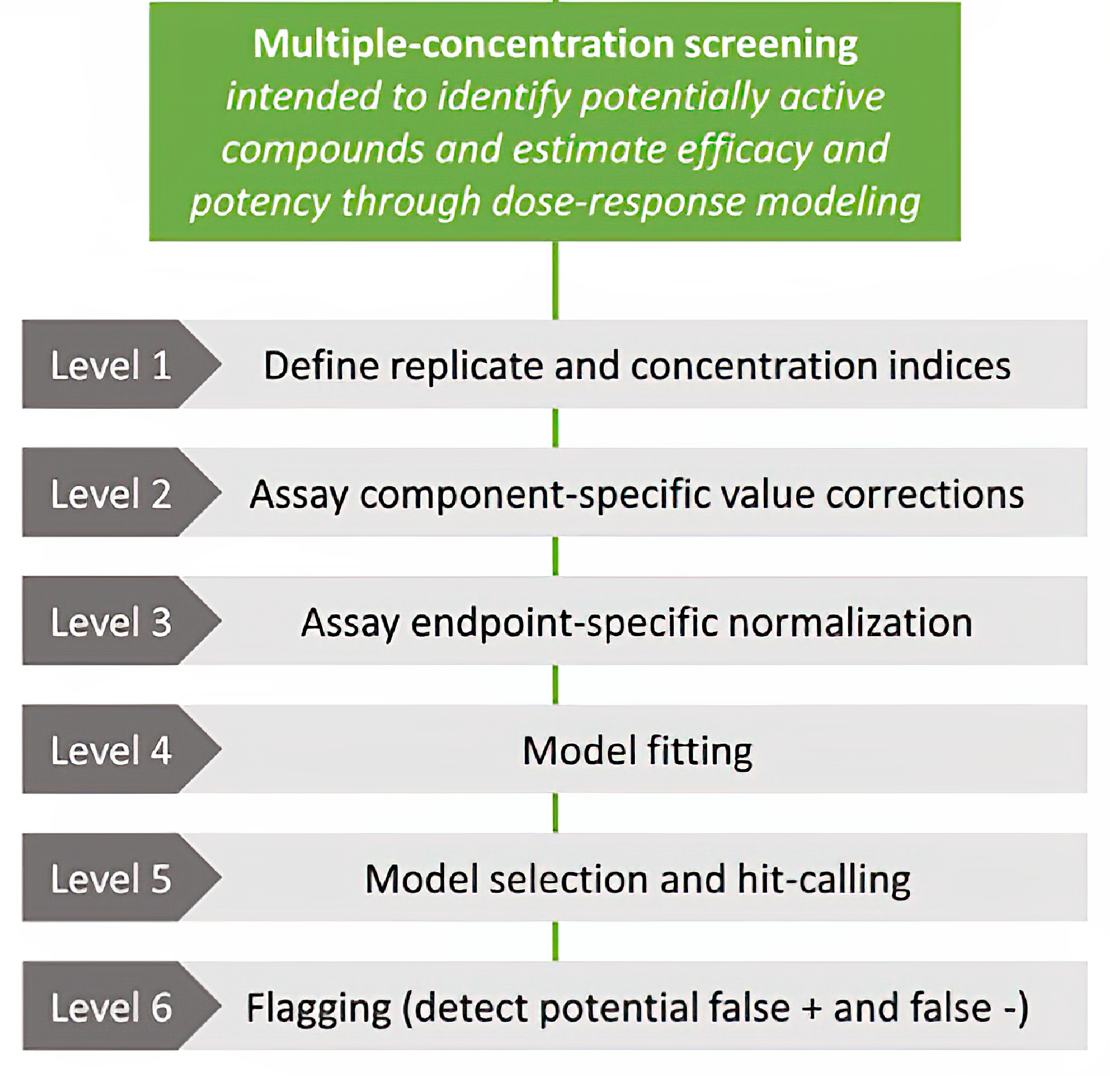 Multiple-concentration screening
intended to identify potentially active
compounds and estimate efficacy and
potency through dose-response modeling
Level 1 Define replicate and concentration indices
Level 2 Assay component-specific value corrections
Level 3 Assay endpoint-specific normalization
Level 4 Model fitting
Level 5 Model selection and hit-calling
Level 6 Flagging (detect potential false + and false -)